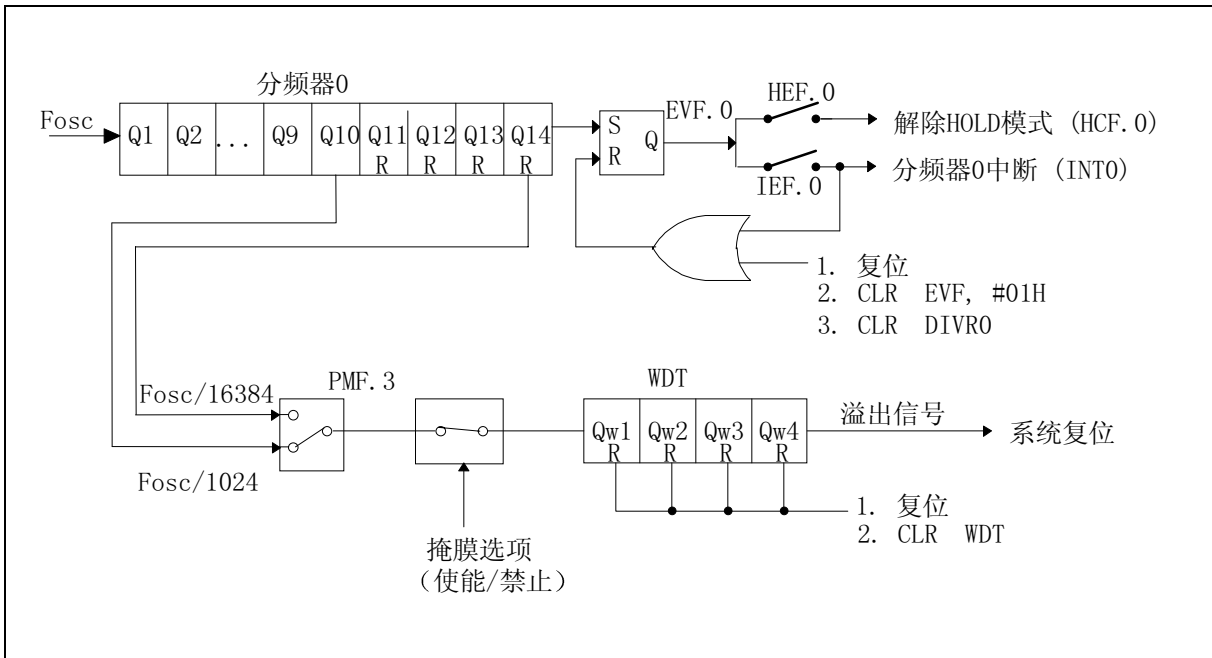 分频器0
Fosc
Q1 Q2 ... Q9 Q10 Q11 Q12 Q13 Q14
R R R R
S
R
Q
EVF.0
HEF.0
解除HOLD模式 (HCF.0)
IEF.0
分频器0中断 (INT0)
1. 复位
2. CLR EVF, #01H
3. CLR DIVR0
Fosc/16384
PMF.3
Fosc/1024
掩膜选项
(使能/禁止)
WDT
Qw1 Qw2 Qw3 Qw4
R R R R
溢出信号
系统复位
1. 复位
2. CLR WDT